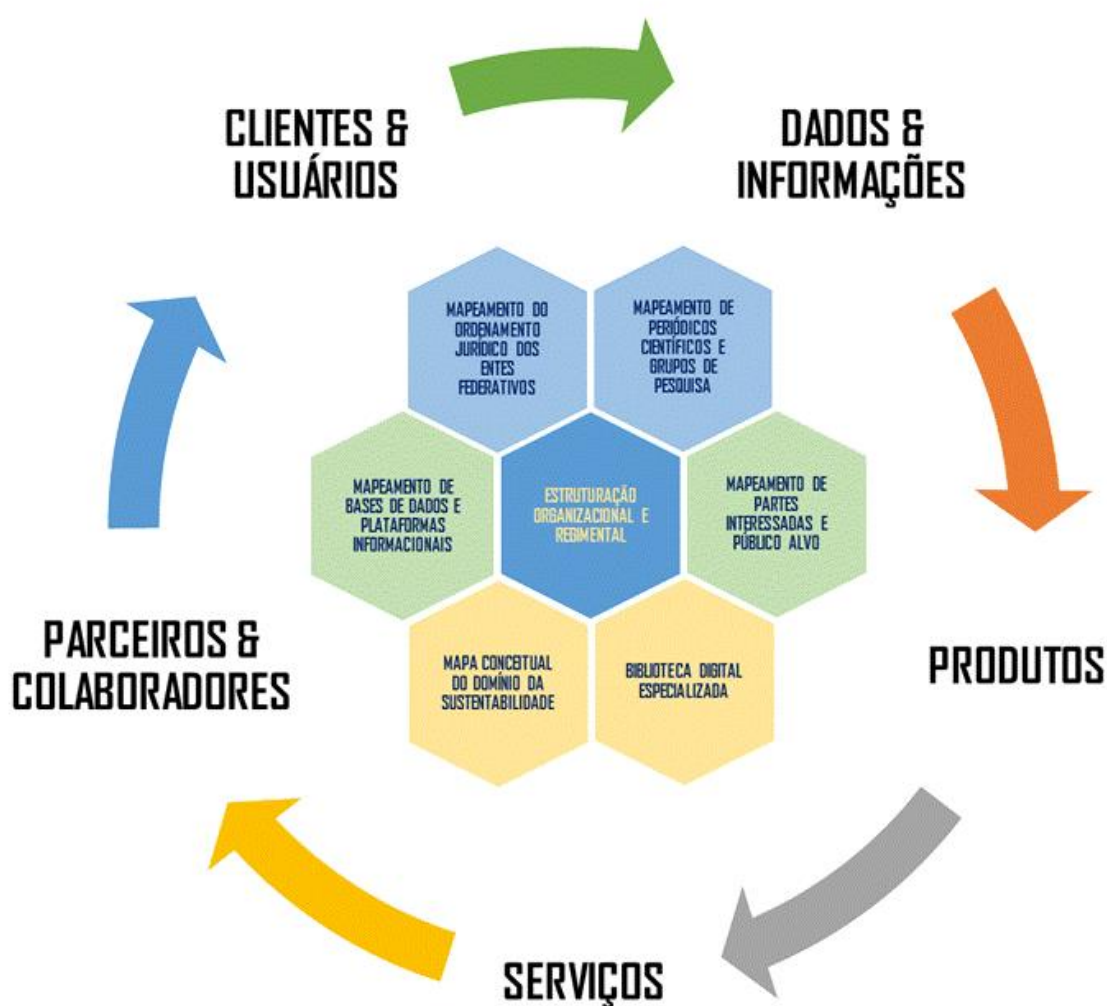 CLIENTES &
USUÁRIOS
DADOS &
INFORMAÇÕES
MAPEAMENTO DO
ORDENAMENTO
JURÍDICO DOS
ENTES
FEDERATIVOS
MAPEAMENTO DE
PERIÓDICOS
CIENTÍFICOS E
GRUPOS DE
PESQUISA
MAPEAMENTO DE
BASES DE DADOS E
PLATAFORMAS
INFORMACIONAIS
ESTRUTURAÇÃO
ORGANIZACIONAL E
REGIMENTAL
MAPEAMENTO DE
PARTES
INTERESSADAS E
PÚBLICO ALVO
PARCEIROS &
COLABORADORES
MAPA CONCEITUAL
DO DOMÍNIO DA
SUSTENTABILIDADE
BIBLIOTECA DIGITAL
ESPECIALIZADA
PRODUTOS
SERVIÇOS